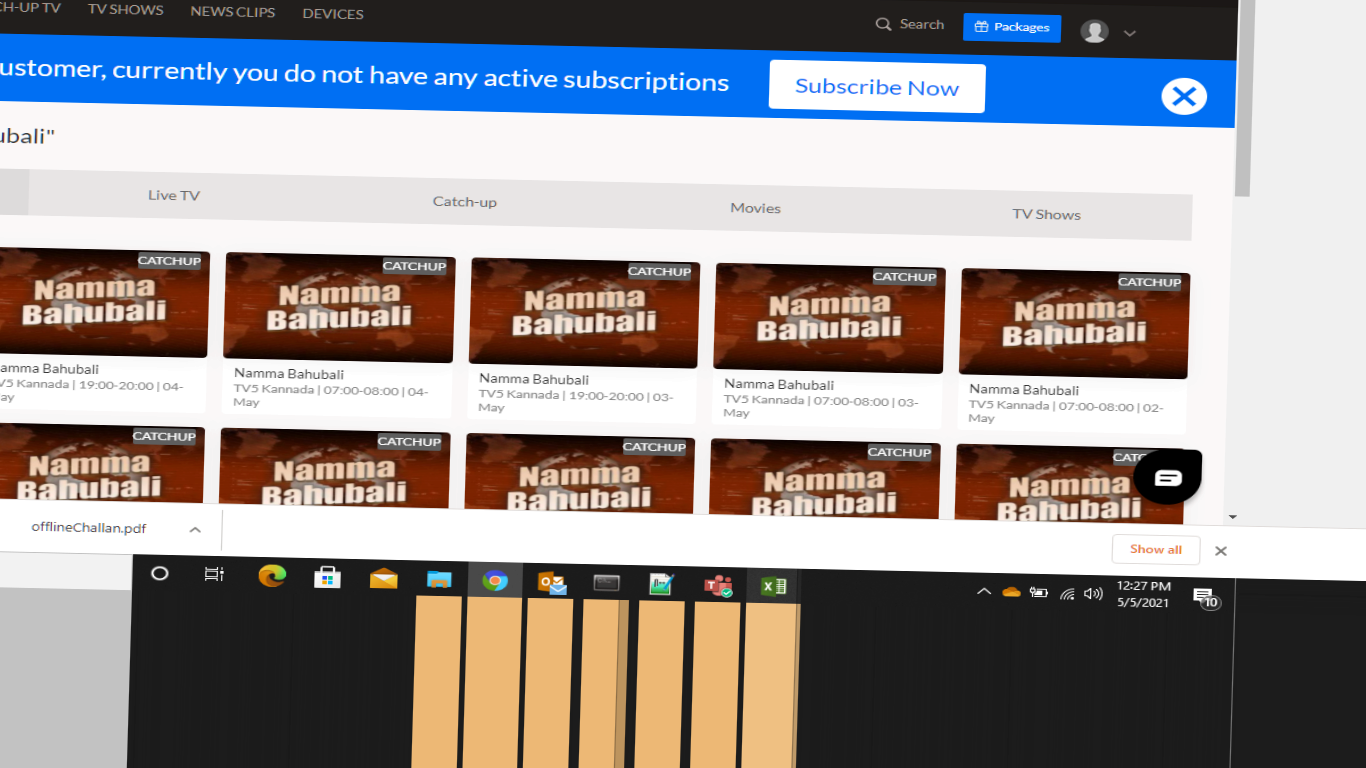 CH-UP TV TV SHOWS NEWS CLIPS DEVICES Search Packages
ustomer, currently you do not have any active subscriptions Subscribe Now
ubali"
Live TV Catch-up Movies TV Shows
CATCHUP CATCHUP CATCHUP CATCHUP CATCHUP
Namma Namma Namma Namma Namma
Bahubali Bahubali Bahubali Bahubali Bahubali
amma Bahubali Namma Bahubali Namma Bahubali Namma Bahubali Namma Bahubali
V5 Kannada | 19:00-20:00 | 04- TV5 Kannada | 07:00-08:00 | 04- TV5 Kannada | 19:00-20:00 | 03- TV5 Kannada | 07:00-08:00 | 03- TV5 Kannada | 07:00-08:00 | 02-
ay May May May May
CATCHUP CATCHUP CATCHUP CATCHUP CATC
Namma Namma Namma Namma Namma
Bahubali Bahubali Bahubali Bahubali Bahubali
offlineChallan.pdf Show all
12:27 PM
5/5/2021 10